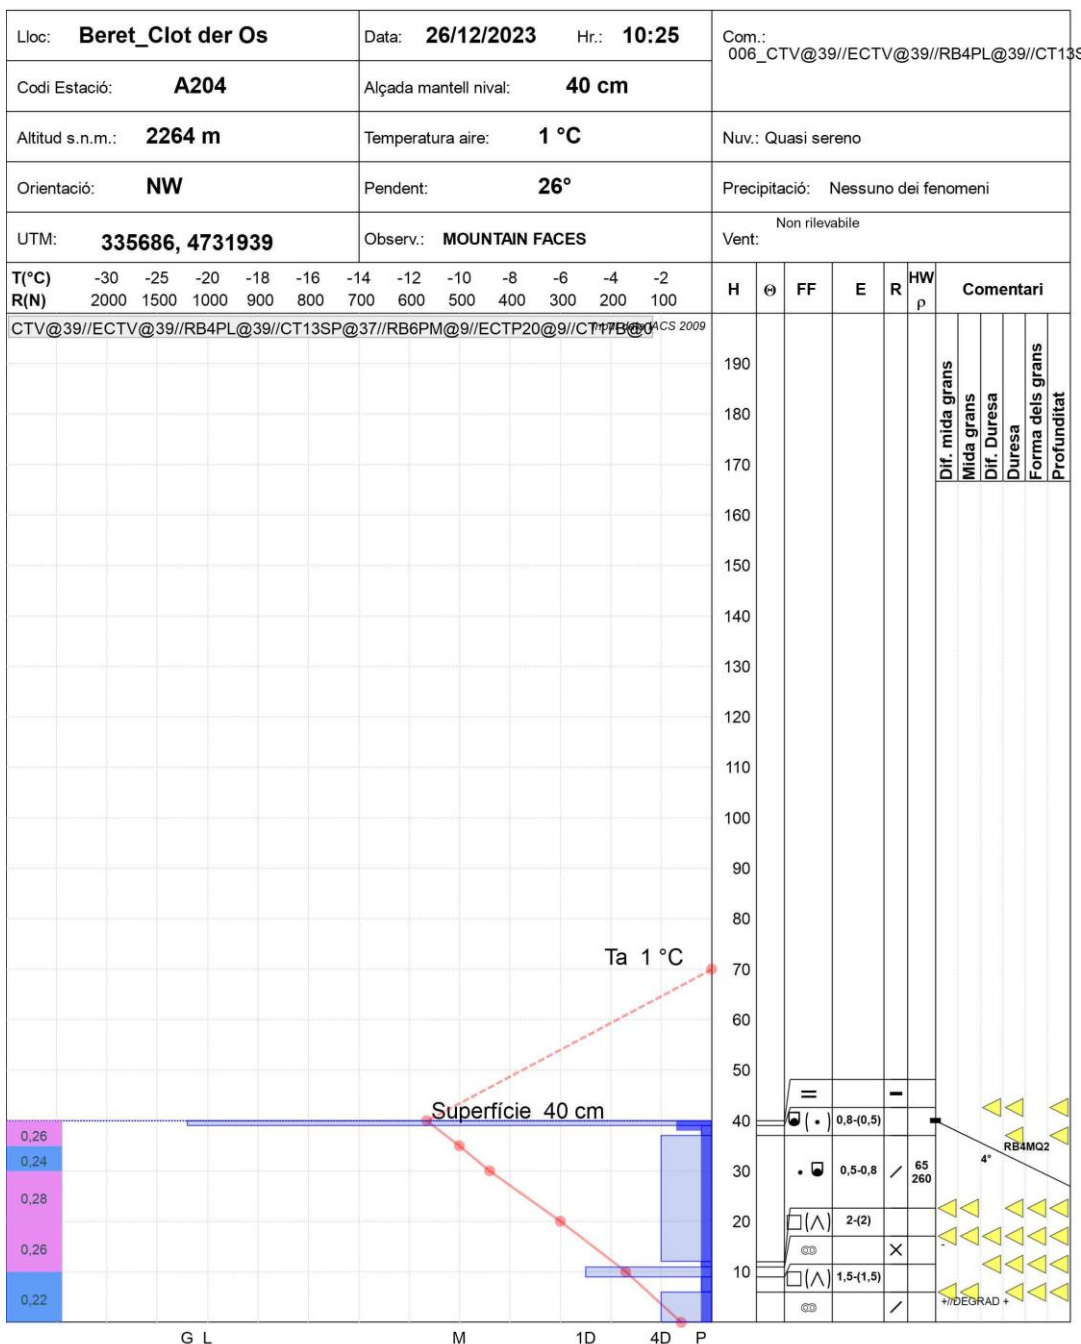 Lloc: Beret_Clot der Os
Data: 26/12/2023 Hr.: 10:25
Com.:
006_CTV@39//ECTV@39//RB4PL@39//CT13S
Codi Estació: A204
Alçada mantell nival: 40 cm
Altitud s.n.m.: 2264 m
Temperatura aire: 1 °C
Nuv.: Quasi sereno
Orientació: NW
Pendent: 26°
Precipitació: Nessuno dei fenomeni
UTM: 335686, 4731939
Observ.: MOUNTAIN FACES
Vent: Non rilevabile
T(°C) -30 -25 -20 -18 -16 -14 -12 -10 -8 -6 -4 -2
R(N) 2000 1500 1000 900 800 700 600 500 400 300 200 100
H Θ FF E R HW ρ Comentari
CTV@39//ECTV@39//RB4PL@39//CT13SP@37//RB6PM@9//ECTP20@9//CT17B@0
IACS 2009
Dif. mida grans
Mida grans
Dif. Duresa
Duresa
Forma dels grans
Profunditat
190
180
170
160
150
140
130
120
110
100
90
80
Ta 1 °C
70
60
50
Superfície 40 cm
40
( • ) 0,8-(0,5)
0,26
RB4MQ2
0,24
4°
30
0,5-0,8 / 65
260
0,28
20
2-(2)
0,26
-
10
1,5-(1,5)
0,22
+//DEGRAD +
/
G L M 1D 4D P